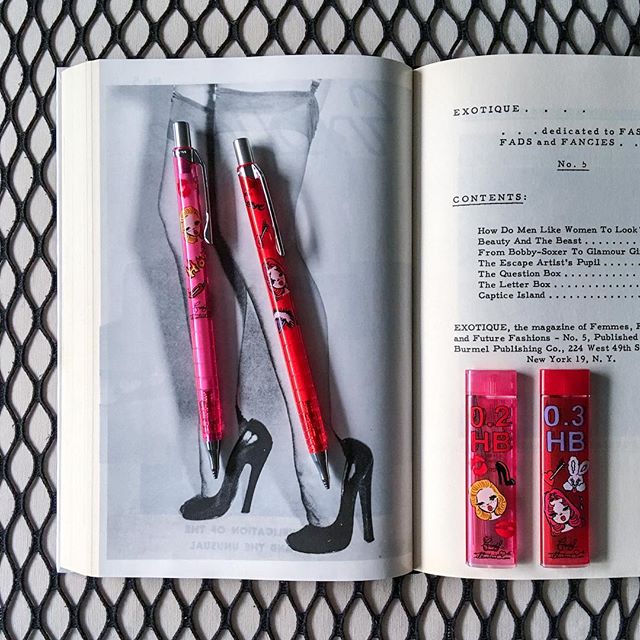 EXOTIQUE . . . .
. . . dedicated to FA
FADS and FANCIES . .
No. 5
CONTENTS:
How Do Men Like Women To Look
Beauty And The Beast . . . . . . . .
From Bobby-Soxer To Glamour Gi
The Escape Artist's Pupil . . . . . .
The Question Box . . . . . . . . . .
The Letter Box . . . . . . . . . . .
Captice Island . . . . . . . . . . .
EXOTIQUE, the magazine of Femmes, F
and Future Fashions - No. 5, Published
Burmel Publishing Co., 224 West 49th S
New York 19, N. Y.
0.2
HB
0.3
HB